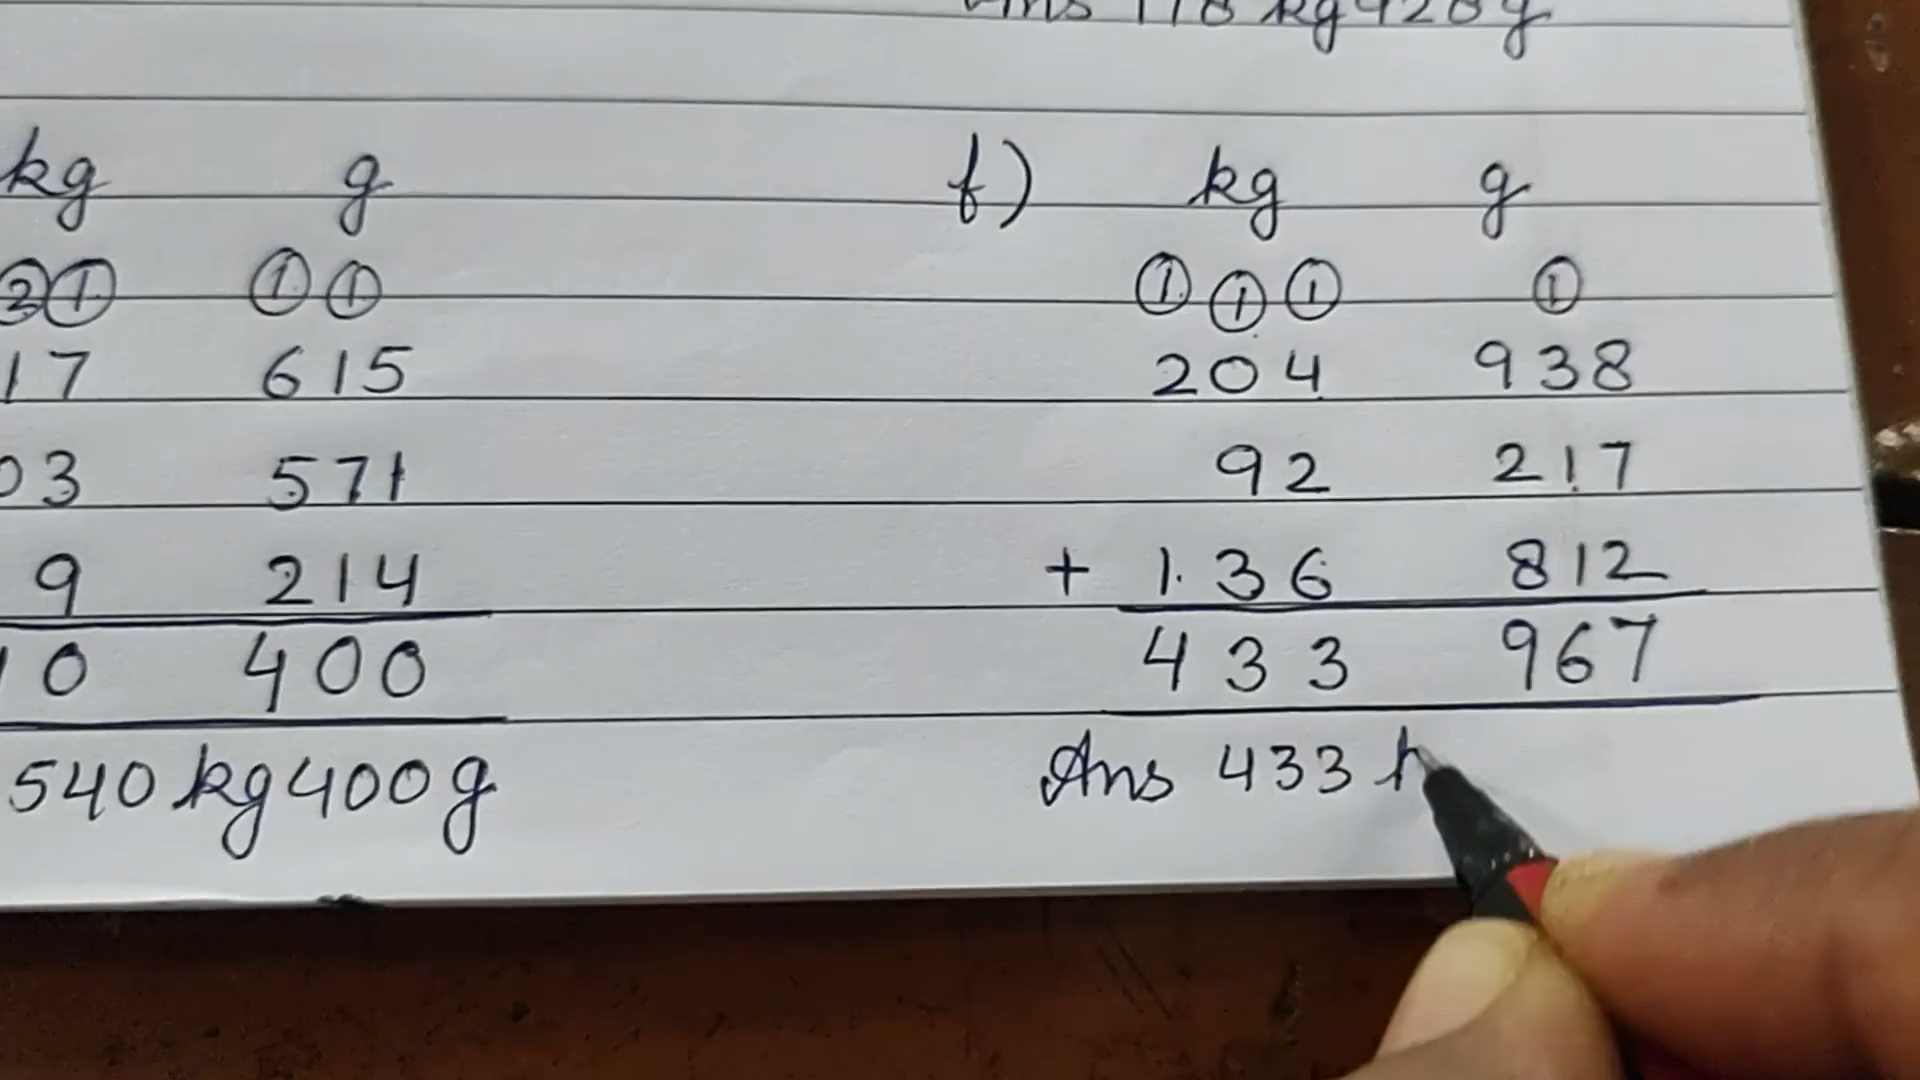 kg g f) kg g
② ① ① ① ① ① ① ①
17 615 204 938
03 571 92 217
9 214 + 136 812
10 400 433 967
540 kg 400 g Ans 433